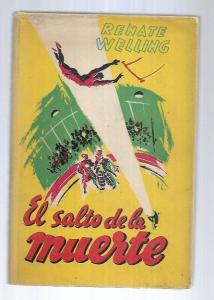 RENATE
WELLING
El salto de la
muerte